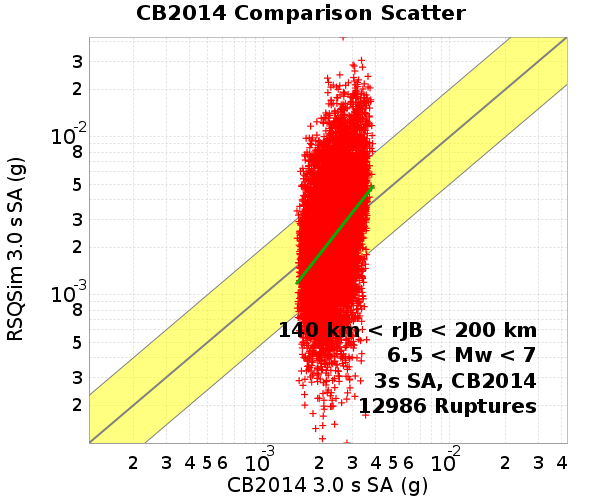 CB2014 Comparison Scatter
RSQSim 3.0 s SA (g)
3
2
10-2
8
5
3
2
10-3
8
5
3
2
140 km < rJB < 200 km
6.5 < Mw < 7
3s SA, CB2014
12986 Ruptures
2 3 4 5 6 8 10-3 2 3 4 5 6 8 10-2 2 3 4
CB2014 3.0 s SA (g)